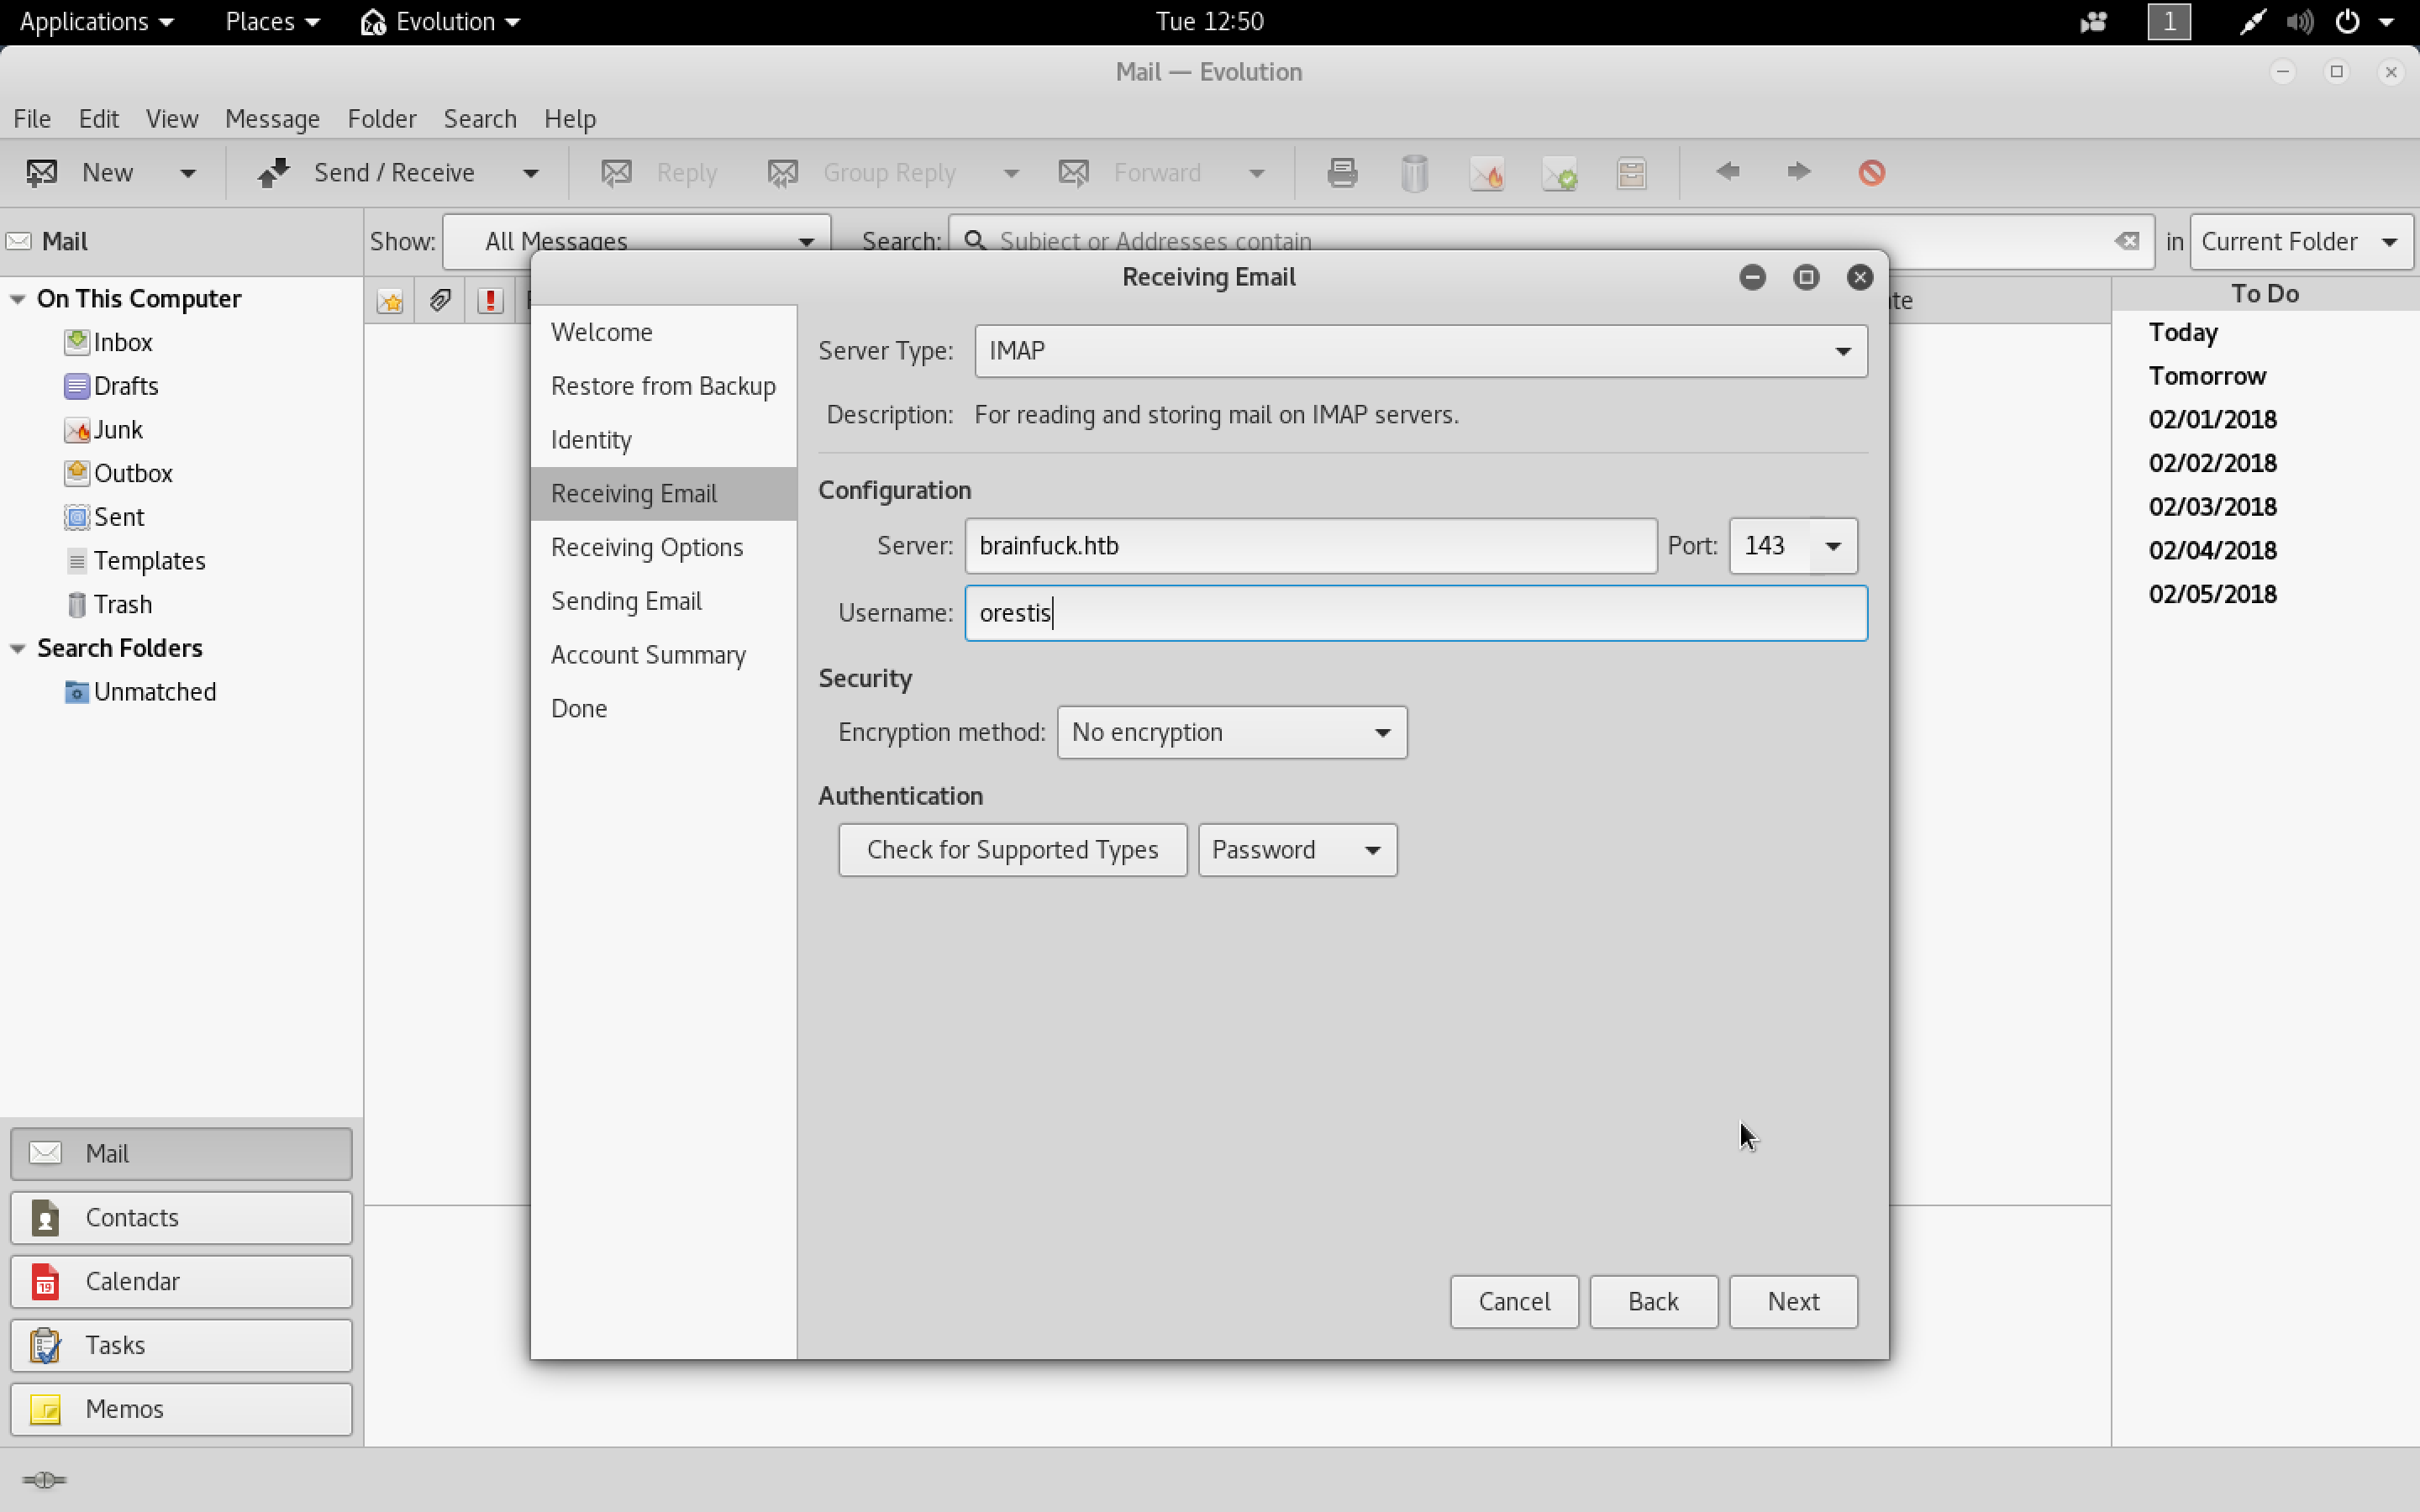 Applications Places Evolution Tue 12:50 1
Mail — Evolution
File Edit View Message Folder Search Help
New Send / Receive Reply Group Reply Forward
Mail Show: All Messages Search: Subject or Addresses contain in Current Folder
On This Computer
Inbox
Drafts
Junk
Outbox
Sent
Templates
Trash
Search Folders
Unmatched
Mail
Contacts
Calendar
Tasks
Memos
Receiving Email
Welcome
Restore from Backup
Identity
Receiving Email
Receiving Options
Sending Email
Account Summary
Done
Server Type: IMAP
Description: For reading and storing mail on IMAP servers.
Configuration
Server: brainfuck.htb Port: 143
Username: orestis
Security
Encryption method: No encryption
Authentication
Check for Supported Types Password
Cancel Back Next
To Do
Today
Tomorrow
02/01/2018
02/02/2018
02/03/2018
02/04/2018
02/05/2018